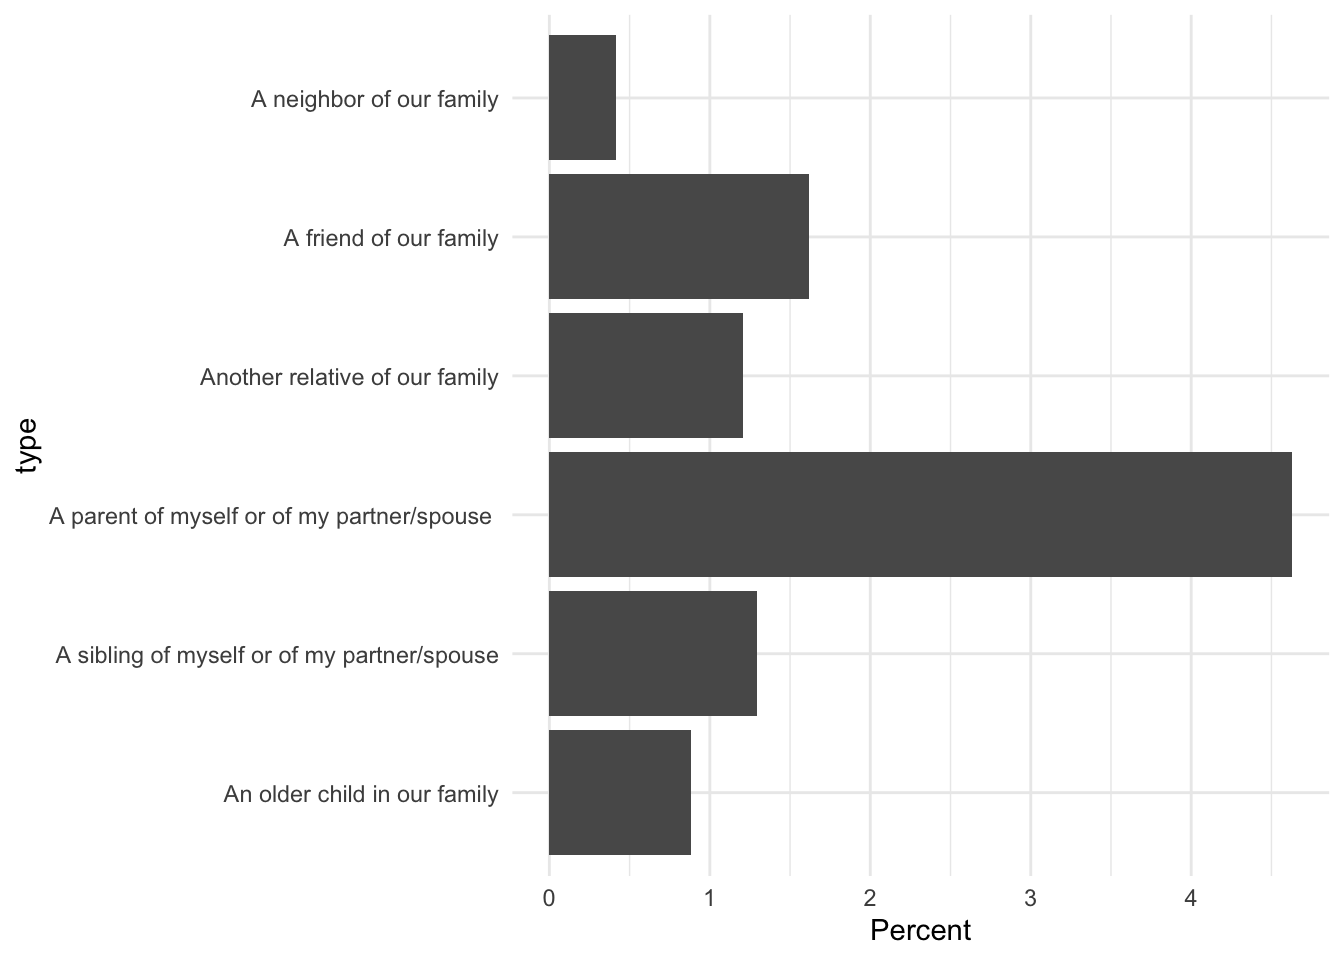 A neighbor of our family
A friend of our family
Another relative of our family
type
A parent of myself or of my partner/spouse
A sibling of myself or of my partner/spouse
An older child in our family
0 1 2 3 4
Percent